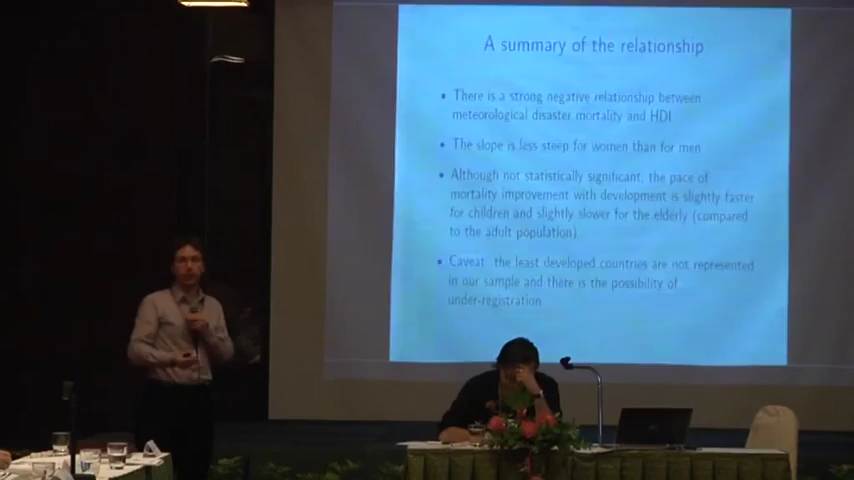 A summary of the relationship
There is a strong negative relationship between
meteorological disaster mortality and HDI
The slope is less steep for women than for men
Although not statistically significant, the pace of
mortality improvement with development is slightly faster
for children and slightly slower for the elderly (compared
to the adult population).
Caveat: the least developed countries are not represented
in our sample and there is the possibility of
under-registration